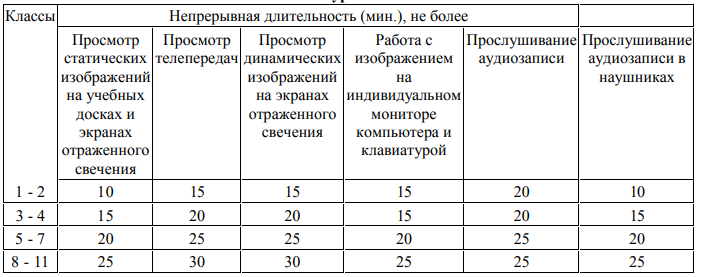 Классы Непрерывная длительность (мин.), не более
Просмотр статических изображений на учебных досках и экранах отраженного свечения
Просмотр телепередач
Просмотр динамических изображений на экранах отраженного свечения
Работа с изображением на индивидуальном мониторе компьютера и клавиатурой
Прослушивание аудиозаписи
Прослушивание аудиозаписи в наушниках
1 - 2 10 15 15 15 20 10
3 - 4 15 20 20 15 20 15
5 - 7 20 25 25 20 25 20
8 - 11 25 30 30 25 25 25